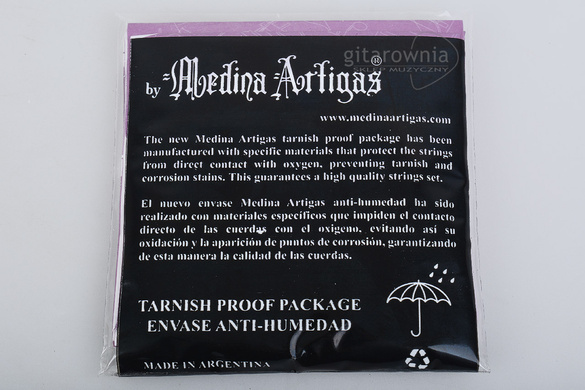 gitarownia
SKLEP MUZYCZNY
by Medina Artigas®
www.medinaartigas.com
The new Medina Artigas tarnish proof package has been
manufactured with specific materials that protect the strings
from direct contact with oxygen, preventing tarnish and
corrosion stains. This guarantees a high quality strings set.
El nuevo envase Medina Artigas anti-humedad ha sido
realizado con materiales específicos que impiden el contacto
directo de las cuerdas con el oxígeno, evitando así su
oxidación y la aparición de puntos de corrosión, garantizando
de esta manera la calidad de las cuerdas.
TARNISH PROOF PACKAGE
ENVASE ANTI-HUMEDAD
MADE IN ARGENTINA